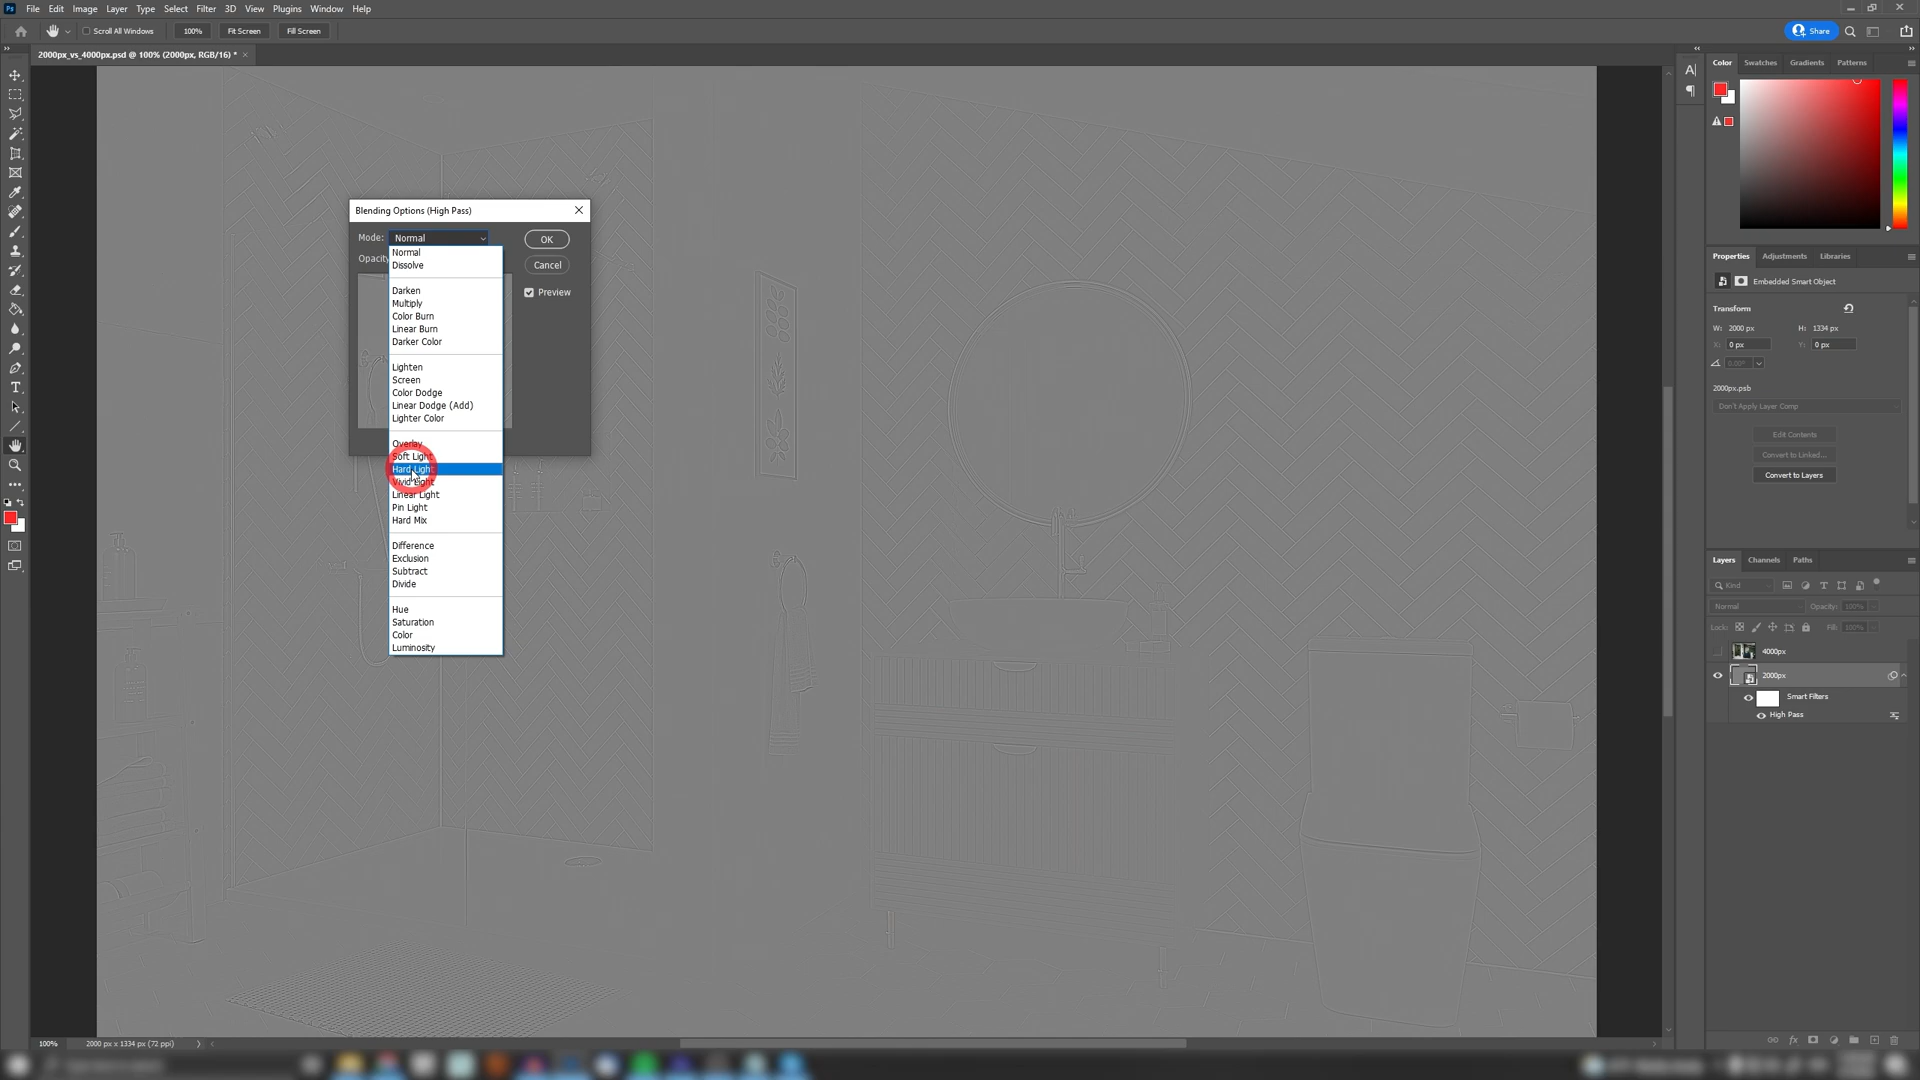 Ps File Edit Image Layer Type Select Filter 3D View Plugins Window Help
Scroll All Windows 100% Fit Screen Fill Screen Share
2000px_vs_4000px.psd @ 100% (2000px, RGB/16) * ×
Color Swatches Gradients Patterns
Blending Options (High Pass)
Mode: Normal OK
Opacity Cancel
Preview
Normal
Dissolve
Darken
Multiply
Color Burn
Linear Burn
Darker Color
Lighten
Screen
Color Dodge
Linear Dodge (Add)
Lighter Color
Overlay
Soft Light
Hard Light
Vivid Light
Linear Light
Pin Light
Hard Mix
Difference
Exclusion
Subtract
Divide
Hue
Saturation
Color
Luminosity
Properties Adjustments Libraries
Embedded Smart Object
Transform
W: 2000 px H: 1334 px
X: 0 px Y: 0 px
0.00°
2000px.psb
Don't Apply Layer Comp
Edit Contents
Convert to Linked...
Convert to Layers
Layers Channels Paths
Kind
Normal Opacity: 100%
Lock: Fill: 100%
4000px
2000px
Smart Filters
High Pass
100% 2000 px x 1334 px (72 ppi)